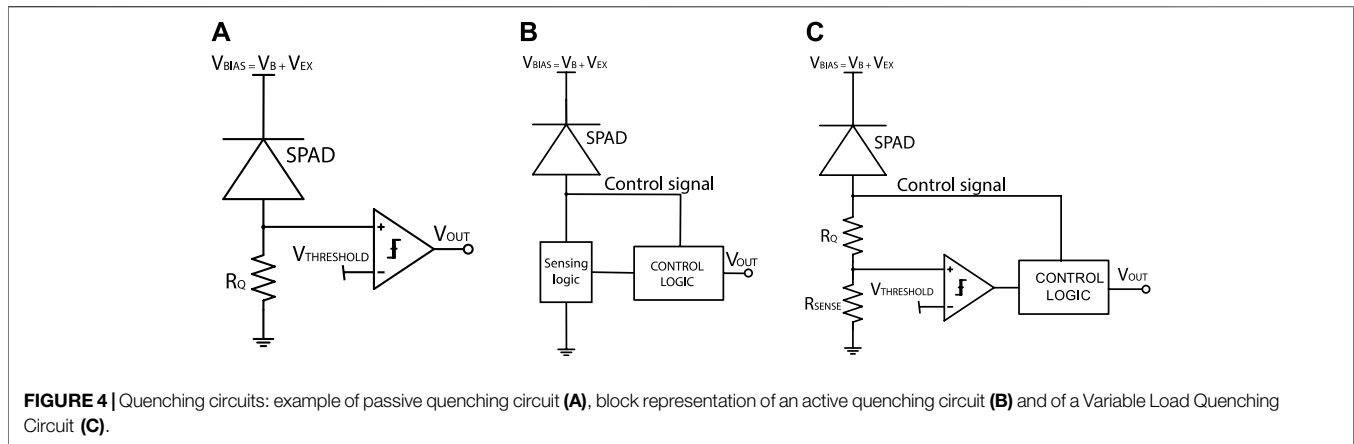 A
VBIAS = VB + VEX
SPAD
+
VTHRESHOLD
−
VOUT
RQ
B
VBIAS = VB + VEX
SPAD
Control signal
Sensing
logic
CONTROL
LOGIC
VOUT
C
VBIAS = VB + VEX
SPAD
Control signal
RQ
+
VTHRESHOLD
−
RSENSE
CONTROL
LOGIC
VOUT
FIGURE 4 | Quenching circuits: example of passive quenching circuit (A), block representation of an active quenching circuit (B) and of a Variable Load Quenching
Circuit (C).